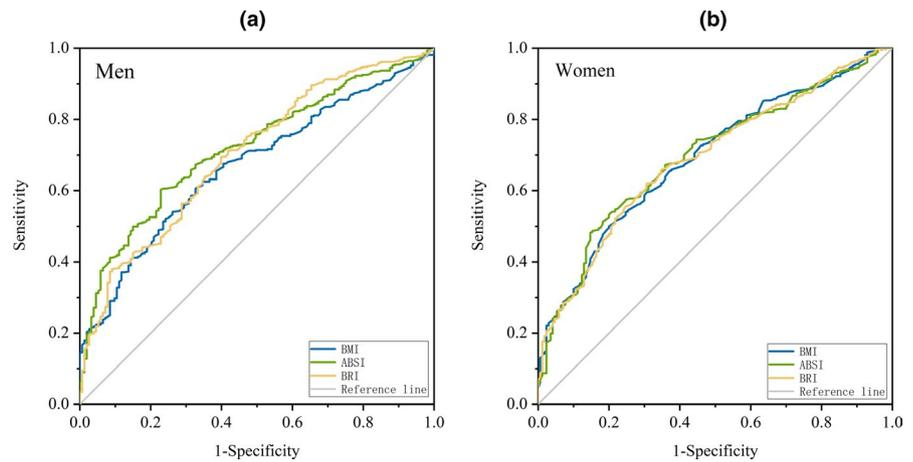 (a)
Men
1.0
0.8
0.6
0.4
0.2
0.0
Sensitivity
BMI
ABSI
BRI
Reference line
0.0 0.2 0.4 0.6 0.8 1.0
1-Specificity
(b)
Women
1.0
0.8
0.6
0.4
0.2
0.0
Sensitivity
BMI
ABSI
BRI
Reference line
0.0 0.2 0.4 0.6 0.8 1.0
1-Specificity